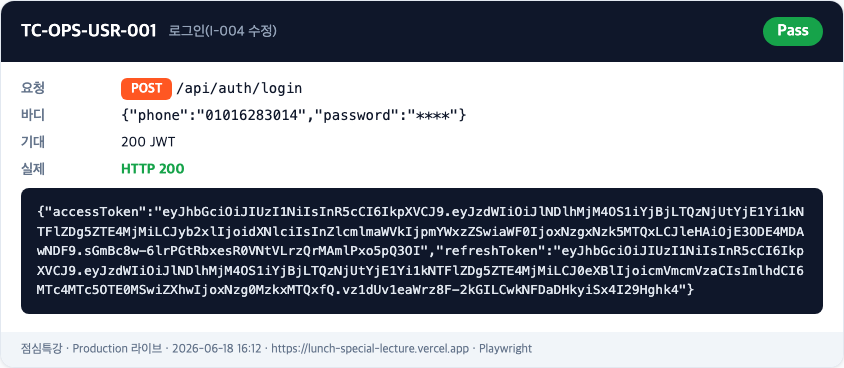 TC-OPS-USR-001 로그인(I-004 수정) Pass
요청 POST /api/auth/login
바디 {"phone":"01016283014","password":"****"}
기대 200 JWT
실제 HTTP 200
{"accessToken":"eyJhbGciOiJIUzI1NiIsInR5cCI6IkpXVCJ9.eyJzdWIiOiJlNDlhMjM4OS1iYjBjLTQzNjUtYjE1Yi1kN
TFlZDg5ZTE4MjMiLCJyb2xlIjoidXNlciIsInZlcmlmaWVkIjpmYWxzZSwiaWF0IjoxNzgxNzk5MTQxLCJleHAiOjE3ODE4MDA
wNDF9.sGmBc8w-6lrPGtRbxesR0VNtVLrzQrMAmlPxo5pQ3OI","refreshToken":"eyJhbGciOiJIUzI1NiIsInR5cCI6Ikp
XVCJ9.eyJzdWIiOiJlNDlhMjM4OS1iYjBjLTQzNjUtYjE1Yi1kNTFlZDg5ZTE4MjMiLCJ0eXBlIjoicmVmcmVzaCIsImlhdCI6
MTc4MTc5OTE0MSwiZXhwIjoxNzg0MzkxMTQxfQ.vz1dUv1eaWrz8F-2kGILCwkNFDaDHkyiSx4I29Hghk4"}
점심특강 · Production 라이브 · 2026-06-18 16:12 · https://lunch-special-lecture.vercel.app · Playwright